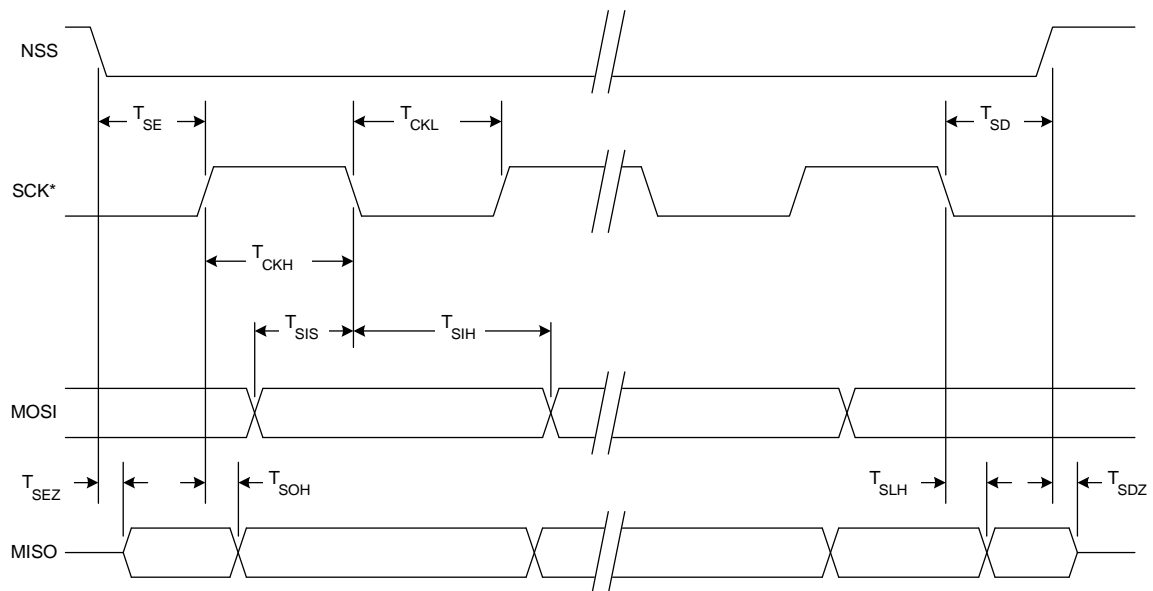 NSS
T_SE T_CKL T_SD
SCK*
T_CKH
T_SIS T_SIH
MOSI
T_SEZ T_SOH T_SLH T_SDZ
MISO